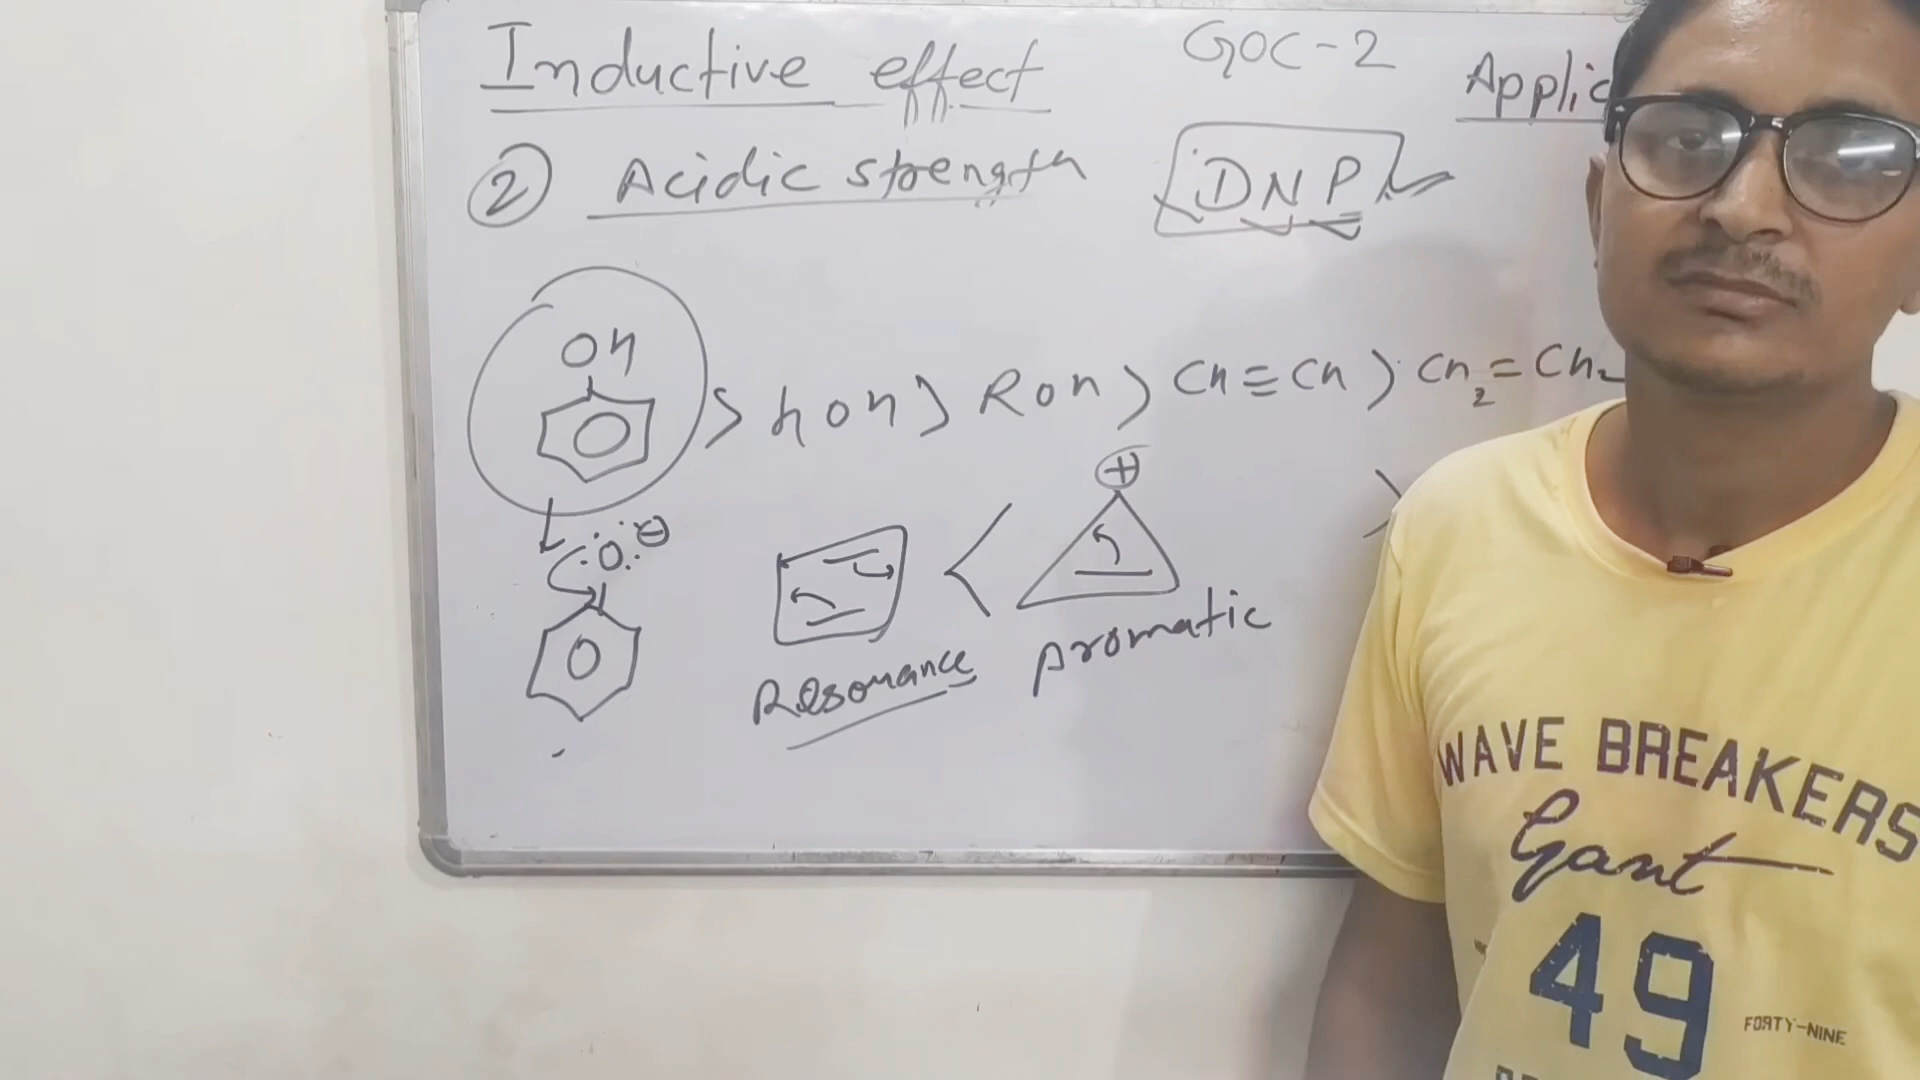 Inductive effect GOC-2 Applic
② Acidic strength DNP
OH
> HOH > ROH > CH≡CH > CH₂=CH₂
⊕
:O:⊖
<
Resonance Aromatic
WAVE BREAKERS
Gant
49
FORTY-NINE